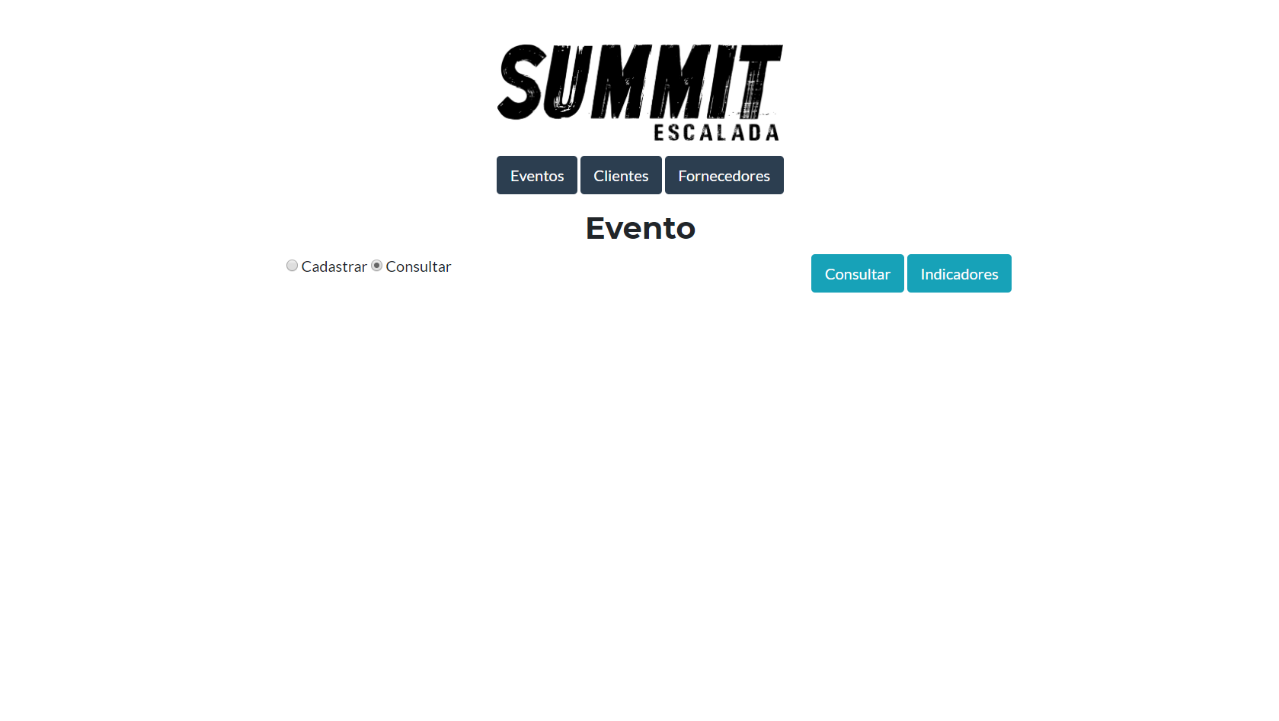 SUMMIT
ESCALADA
Eventos Clientes Fornecedores
Evento
Cadastrar Consultar Consultar Indicadores